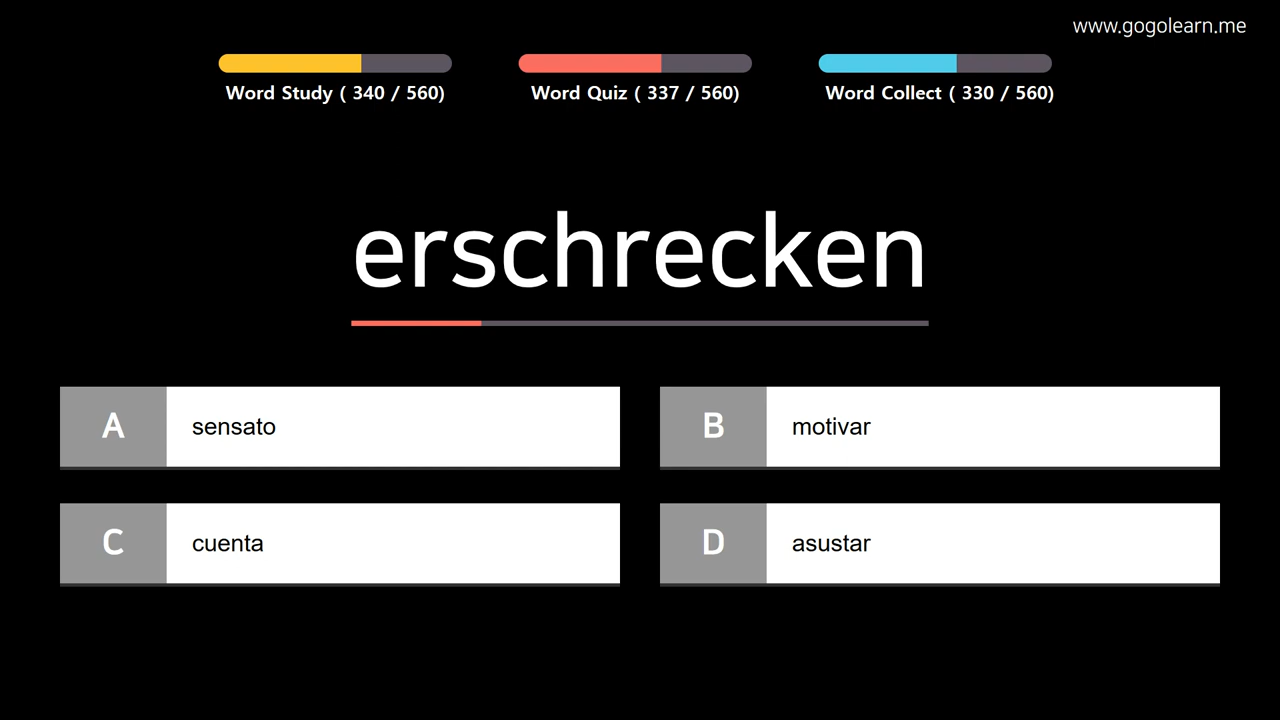 www.gogolearn.me
Word Study ( 340 / 560)
Word Quiz ( 337 / 560)
Word Collect ( 330 / 560)
erschrecken
A sensato
B motivar
C cuenta
D asustar